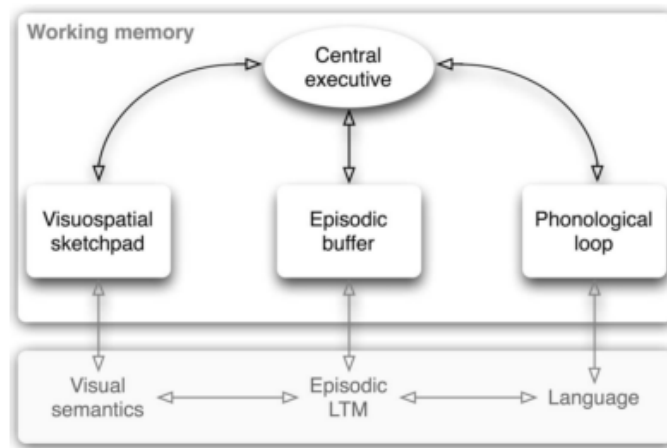 Working memory
Central
executive
Visuospatial
sketchpad
Episodic
buffer
Phonological
loop
Visual
semantics
Episodic
LTM
Language